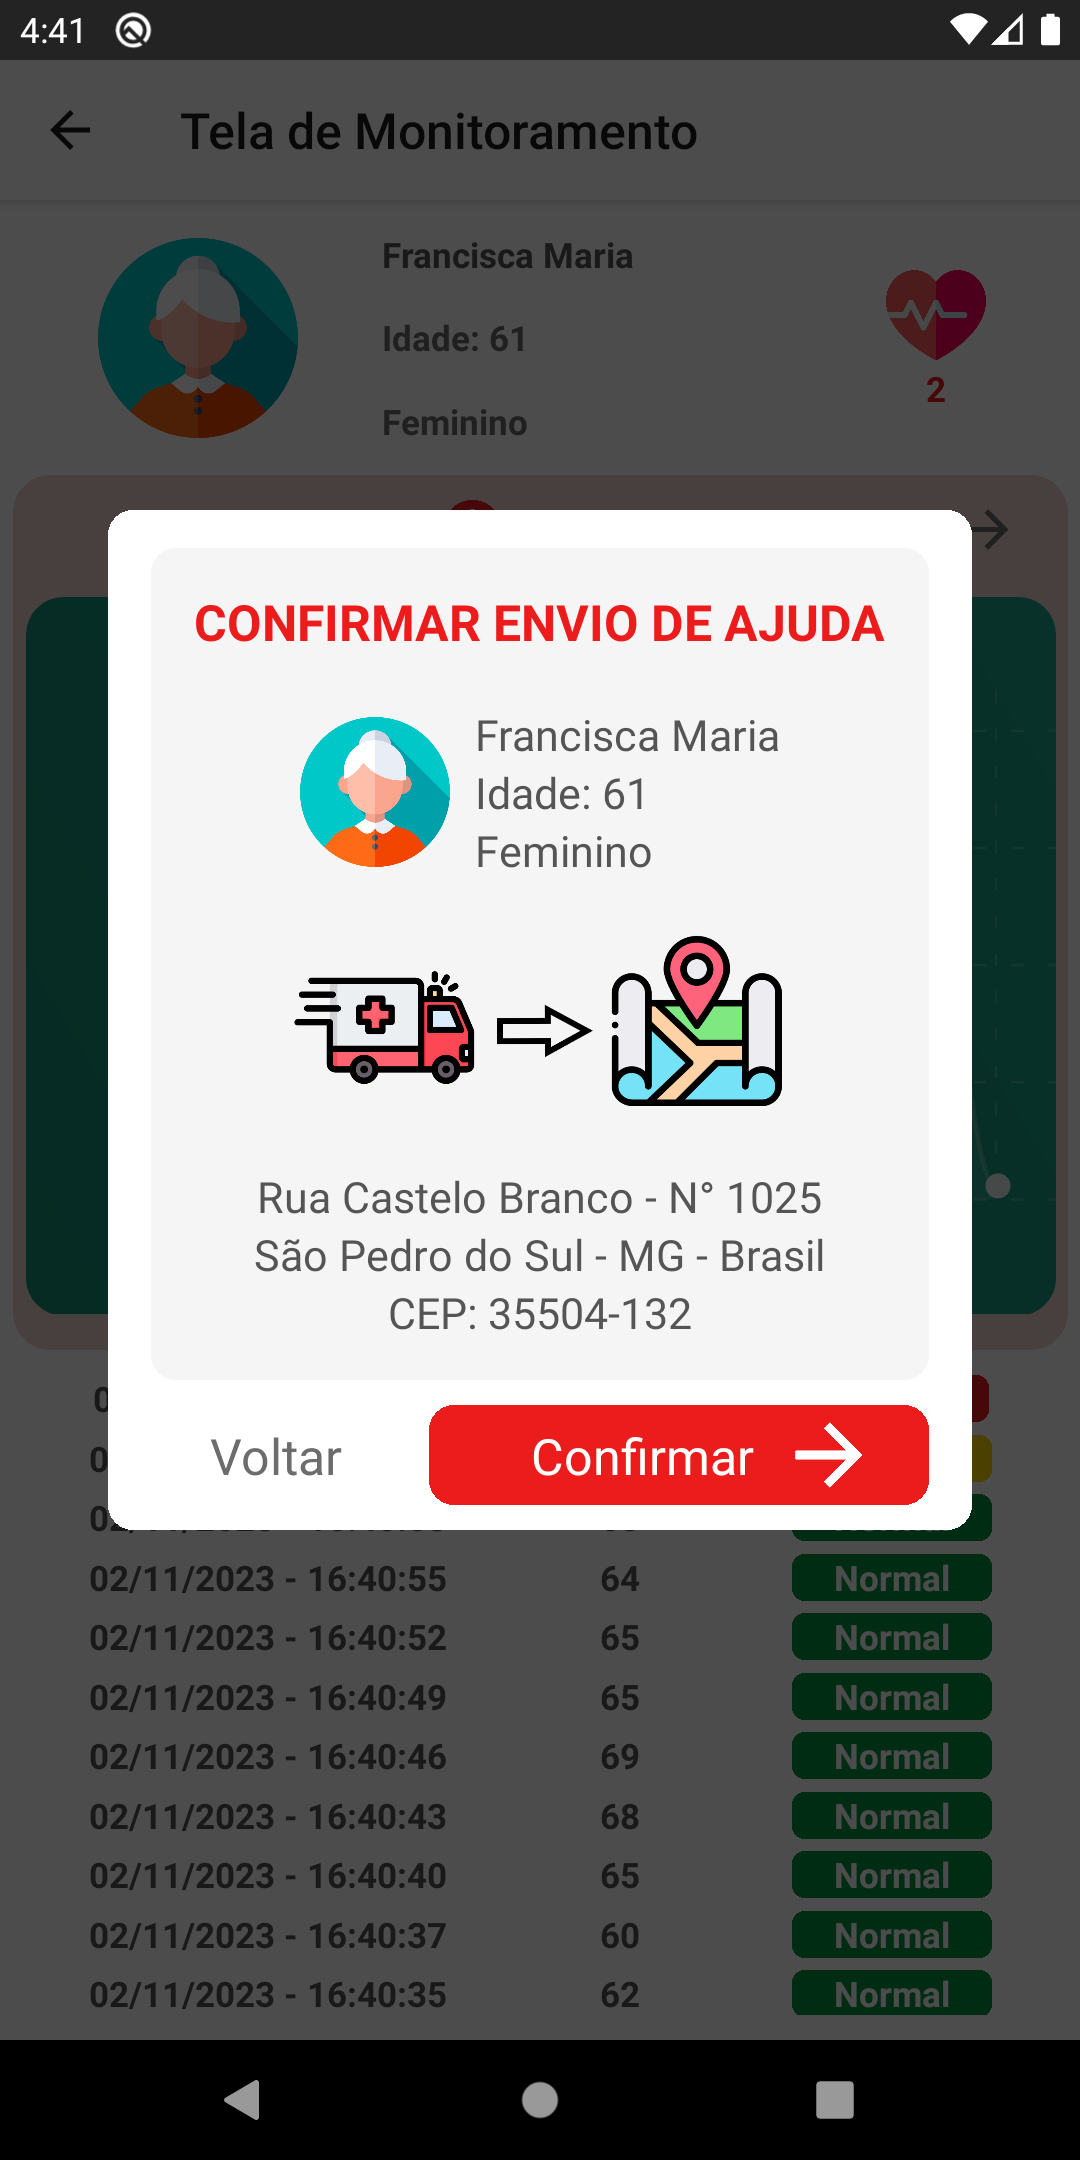 4:41
Tela de Monitoramento
Francisca Maria
Idade: 61
Feminino
2
CONFIRMAR ENVIO DE AJUDA
Francisca Maria
Idade: 61
Feminino
Rua Castelo Branco - N° 1025
São Pedro do Sul - MG - Brasil
CEP: 35504-132
Voltar
Confirmar
02/11/2023 - 16:40:55 64 Normal
02/11/2023 - 16:40:52 65 Normal
02/11/2023 - 16:40:49 65 Normal
02/11/2023 - 16:40:46 69 Normal
02/11/2023 - 16:40:43 68 Normal
02/11/2023 - 16:40:40 65 Normal
02/11/2023 - 16:40:37 60 Normal
02/11/2023 - 16:40:35 62 Normal